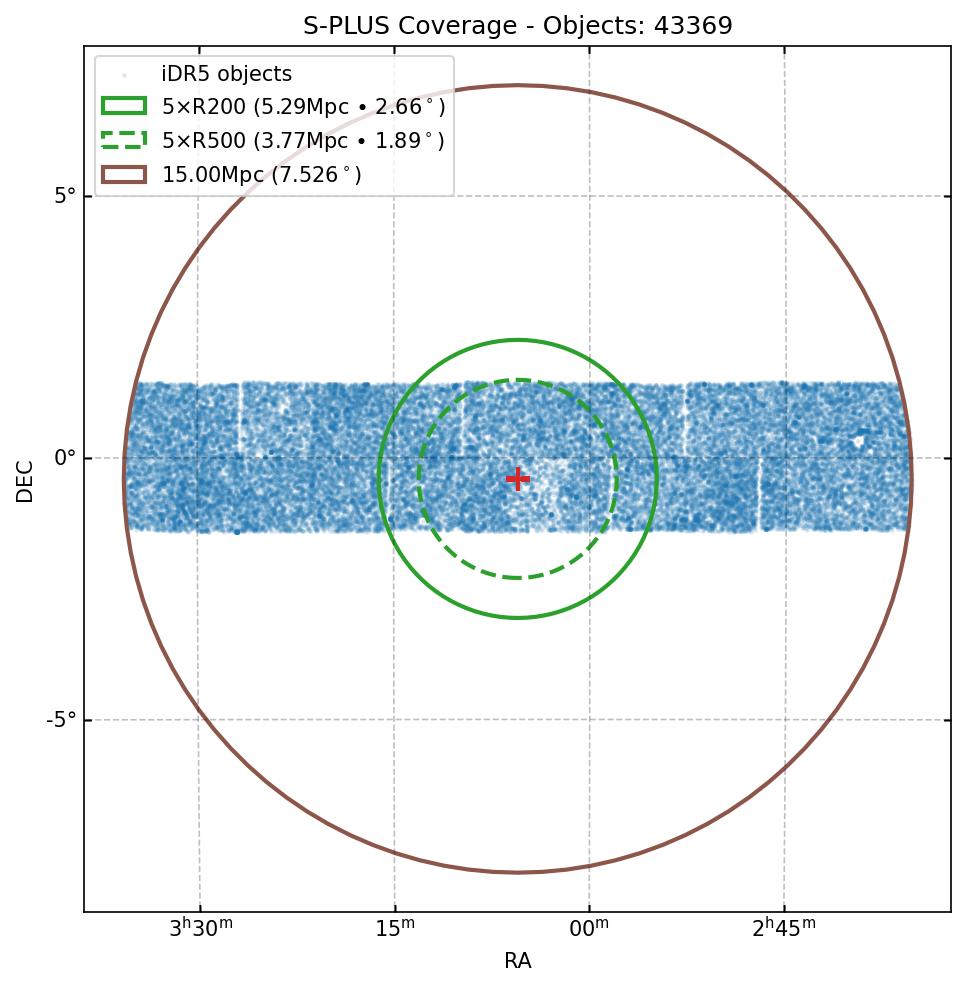 S-PLUS Coverage - Objects: 43369
iDR5 objects
5×R200 (5.29Mpc • 2.66°)
5×R500 (3.77Mpc • 1.89°)
15.00Mpc (7.526°)
5°
0°
-5°
DEC
3ʰ30ᵐ 15ᵐ 00ᵐ 2ʰ45ᵐ
RA